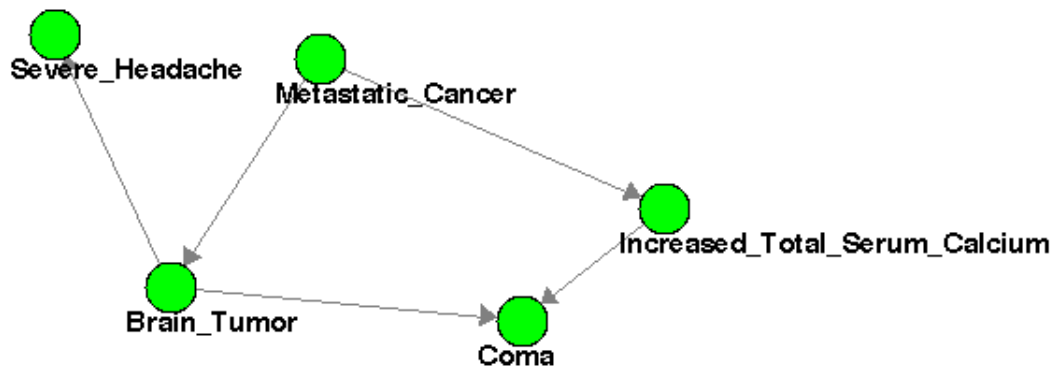 Severe_Headache
Metastatic_Cancer
Increased_Total_Serum_Calcium
Brain_Tumor
Coma